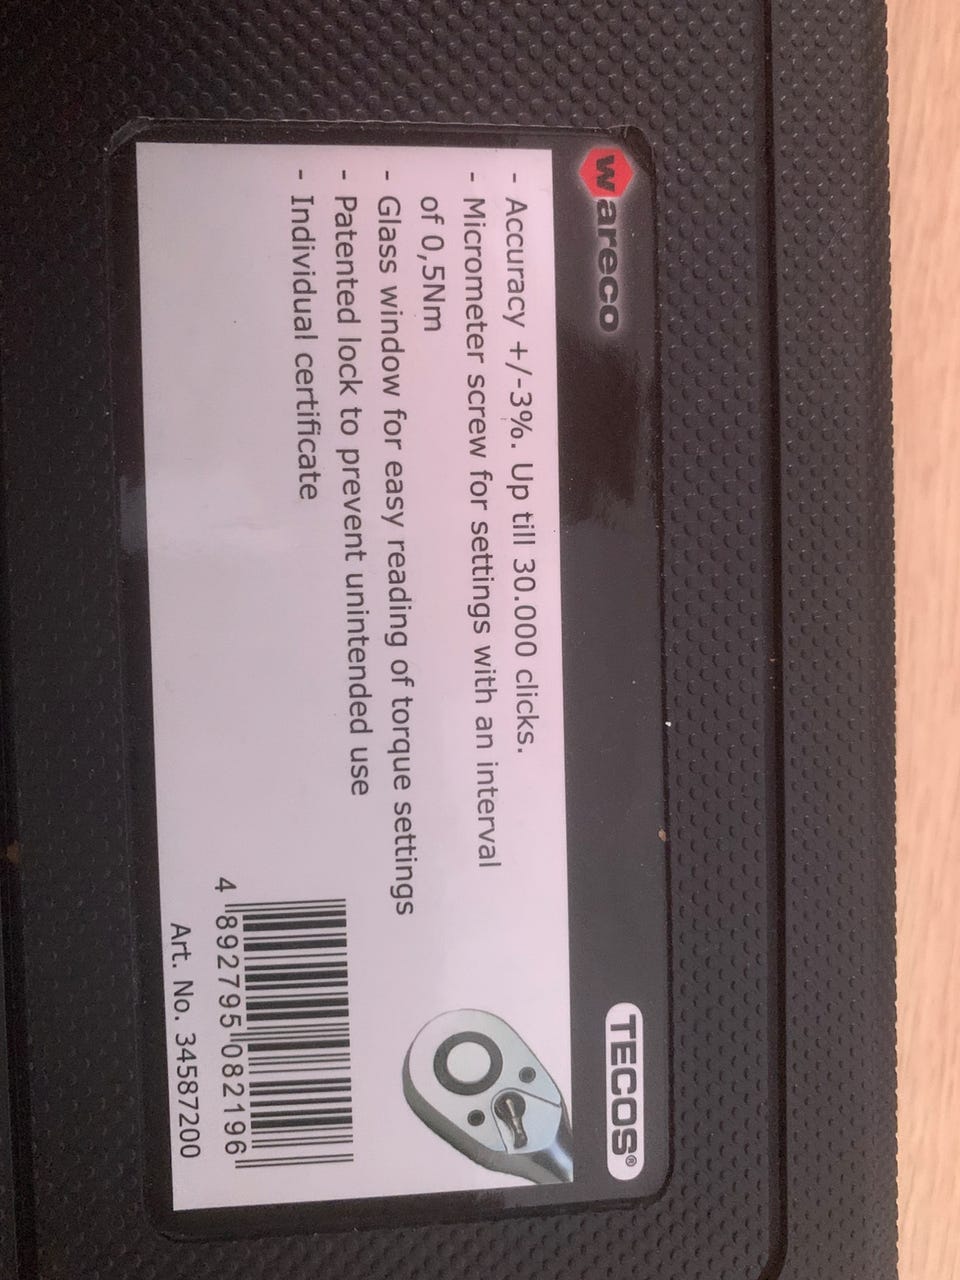 wareco
TECOS®
- Accuracy +/-3%. Up till 30.000 clicks.
- Micrometer screw for settings with an interval
of 0,5Nm
- Glass window for easy reading of torque settings
- Patented lock to prevent unintended use
- Individual certificate
4 892795 082196
Art. No. 34587200